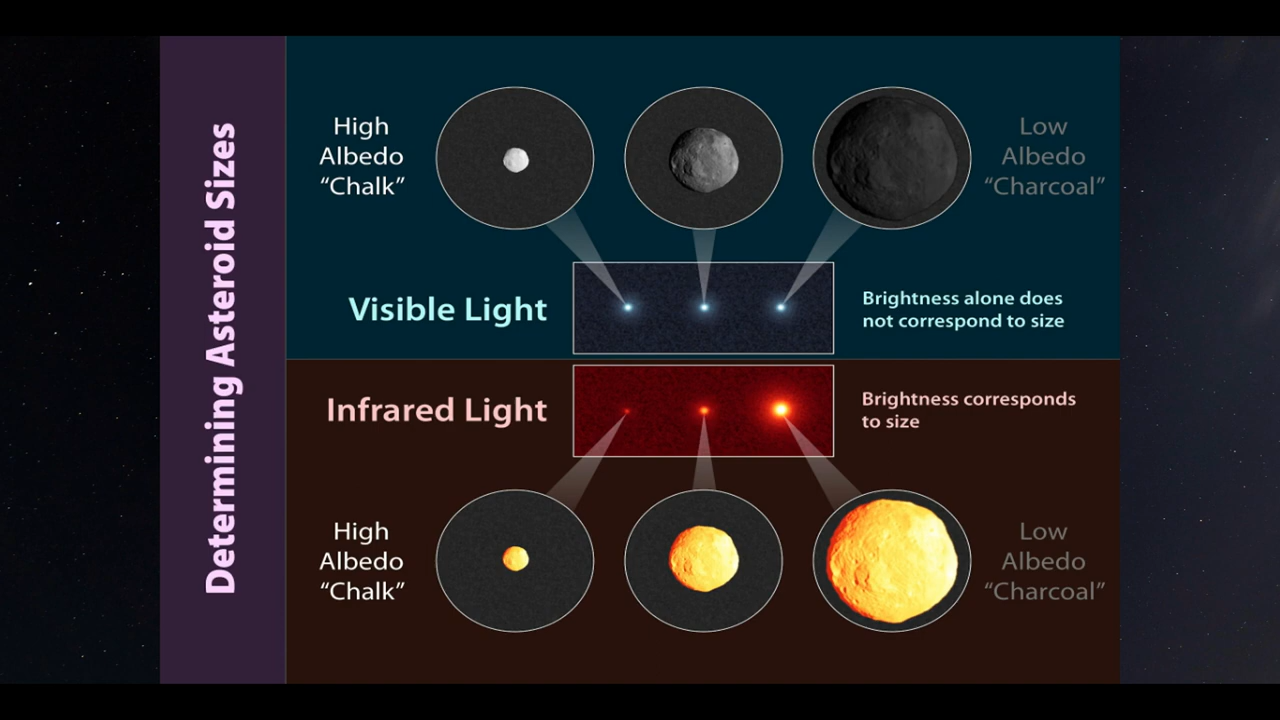 Determining Asteroid Sizes
High
Albedo
“Chalk”
Low
Albedo
“Charcoal”
Visible Light
Brightness alone does
not correspond to size
Infrared Light
Brightness corresponds
to size
High
Albedo
“Chalk”
Low
Albedo
“Charcoal”